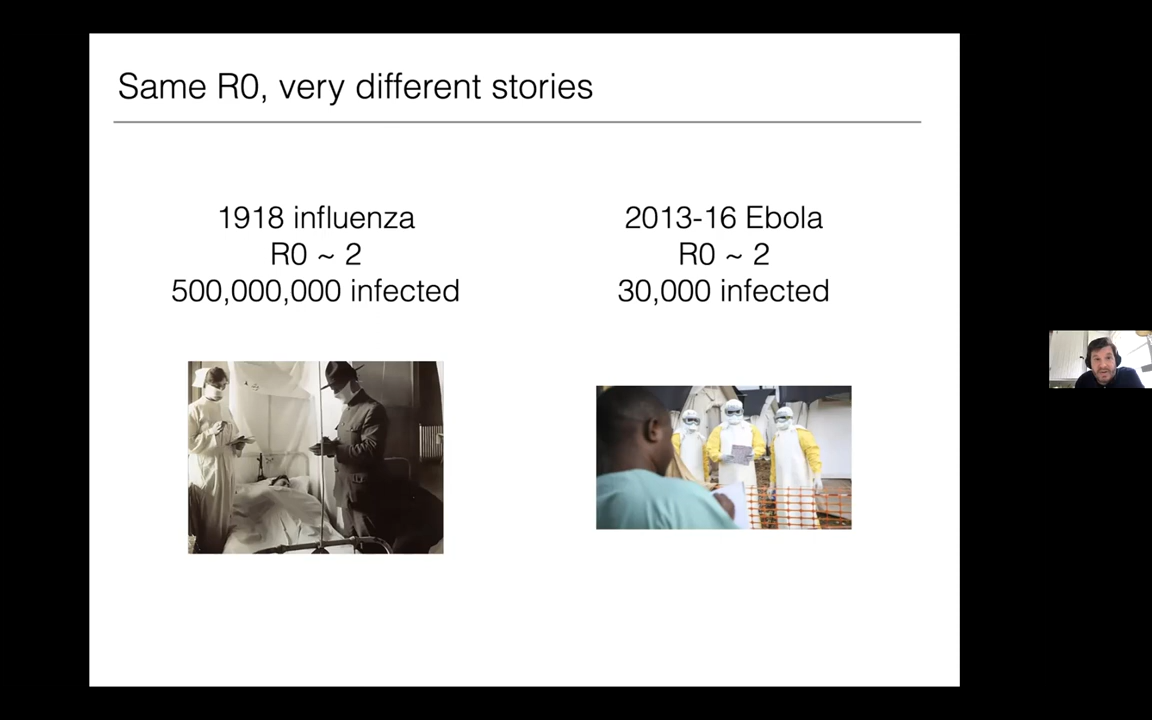 Same R0, very different stories
1918 influenza
R0 ~ 2
500,000,000 infected
2013-16 Ebola
R0 ~ 2
30,000 infected